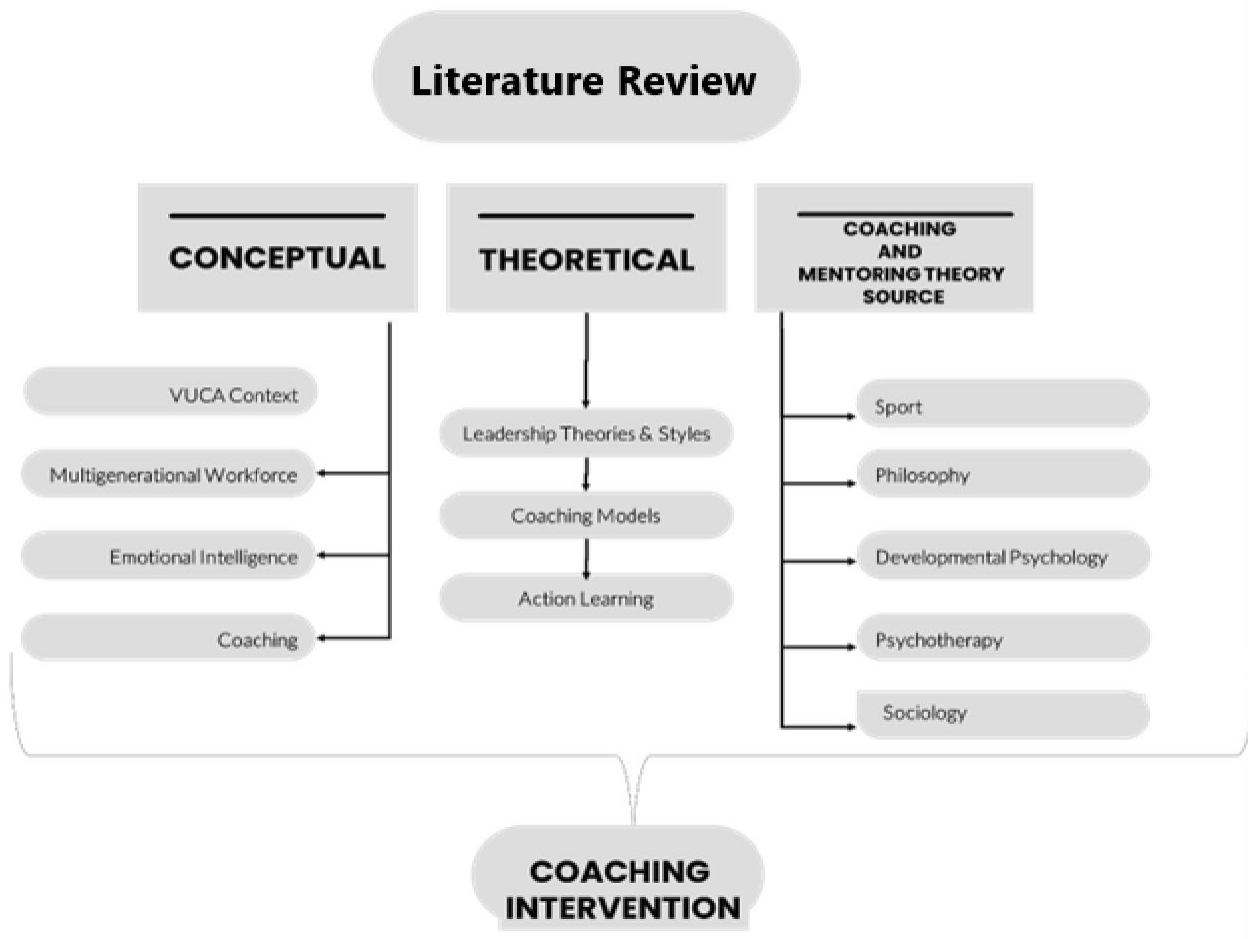 Literature Review
CONCEPTUAL
THEORETICAL
COACHING
AND
MENTORING THEORY
SOURCE
VUCA Context
Multigenerational Workforce
Emotional Intelligence
Coaching
Leadership Theories & Styles
Coaching Models
Action Learning
Sport
Philosophy
Developmental Psychology
Psychotherapy
Sociology
COACHING
INTERVENTION